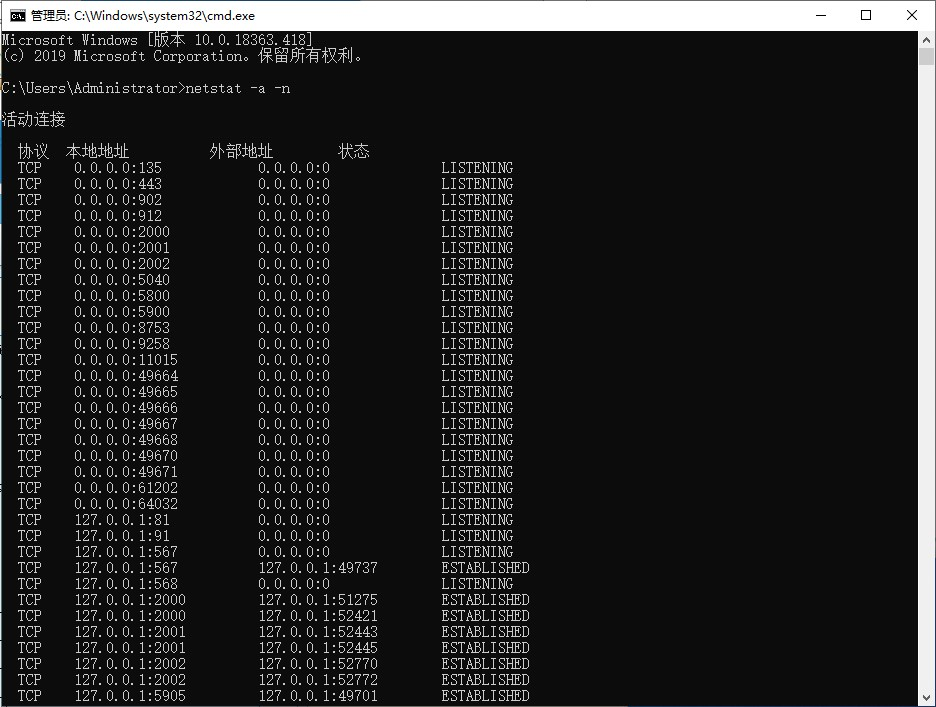 管理员: C:\Windows\system32\cmd.exe
Microsoft Windows [版本 10.0.18363.418]
(c) 2019 Microsoft Corporation。保留所有权利。
C:\Users\Administrator>netstat -a -n
活动连接
协议 本地地址 外部地址 状态
TCP 0.0.0.0:135 0.0.0.0:0 LISTENING
TCP 0.0.0.0:443 0.0.0.0:0 LISTENING
TCP 0.0.0.0:902 0.0.0.0:0 LISTENING
TCP 0.0.0.0:912 0.0.0.0:0 LISTENING
TCP 0.0.0.0:2000 0.0.0.0:0 LISTENING
TCP 0.0.0.0:2001 0.0.0.0:0 LISTENING
TCP 0.0.0.0:2002 0.0.0.0:0 LISTENING
TCP 0.0.0.0:5040 0.0.0.0:0 LISTENING
TCP 0.0.0.0:5800 0.0.0.0:0 LISTENING
TCP 0.0.0.0:5900 0.0.0.0:0 LISTENING
TCP 0.0.0.0:8753 0.0.0.0:0 LISTENING
TCP 0.0.0.0:9258 0.0.0.0:0 LISTENING
TCP 0.0.0.0:11015 0.0.0.0:0 LISTENING
TCP 0.0.0.0:49664 0.0.0.0:0 LISTENING
TCP 0.0.0.0:49665 0.0.0.0:0 LISTENING
TCP 0.0.0.0:49666 0.0.0.0:0 LISTENING
TCP 0.0.0.0:49667 0.0.0.0:0 LISTENING
TCP 0.0.0.0:49668 0.0.0.0:0 LISTENING
TCP 0.0.0.0:49670 0.0.0.0:0 LISTENING
TCP 0.0.0.0:49671 0.0.0.0:0 LISTENING
TCP 0.0.0.0:61202 0.0.0.0:0 LISTENING
TCP 0.0.0.0:64032 0.0.0.0:0 LISTENING
TCP 127.0.0.1:81 0.0.0.0:0 LISTENING
TCP 127.0.0.1:91 0.0.0.0:0 LISTENING
TCP 127.0.0.1:567 0.0.0.0:0 LISTENING
TCP 127.0.0.1:567 127.0.0.1:49737 ESTABLISHED
TCP 127.0.0.1:568 0.0.0.0:0 LISTENING
TCP 127.0.0.1:2000 127.0.0.1:51275 ESTABLISHED
TCP 127.0.0.1:2000 127.0.0.1:52421 ESTABLISHED
TCP 127.0.0.1:2001 127.0.0.1:52443 ESTABLISHED
TCP 127.0.0.1:2001 127.0.0.1:52445 ESTABLISHED
TCP 127.0.0.1:2002 127.0.0.1:52770 ESTABLISHED
TCP 127.0.0.1:2002 127.0.0.1:52772 ESTABLISHED
TCP 127.0.0.1:5905 127.0.0.1:49701 ESTABLISHED